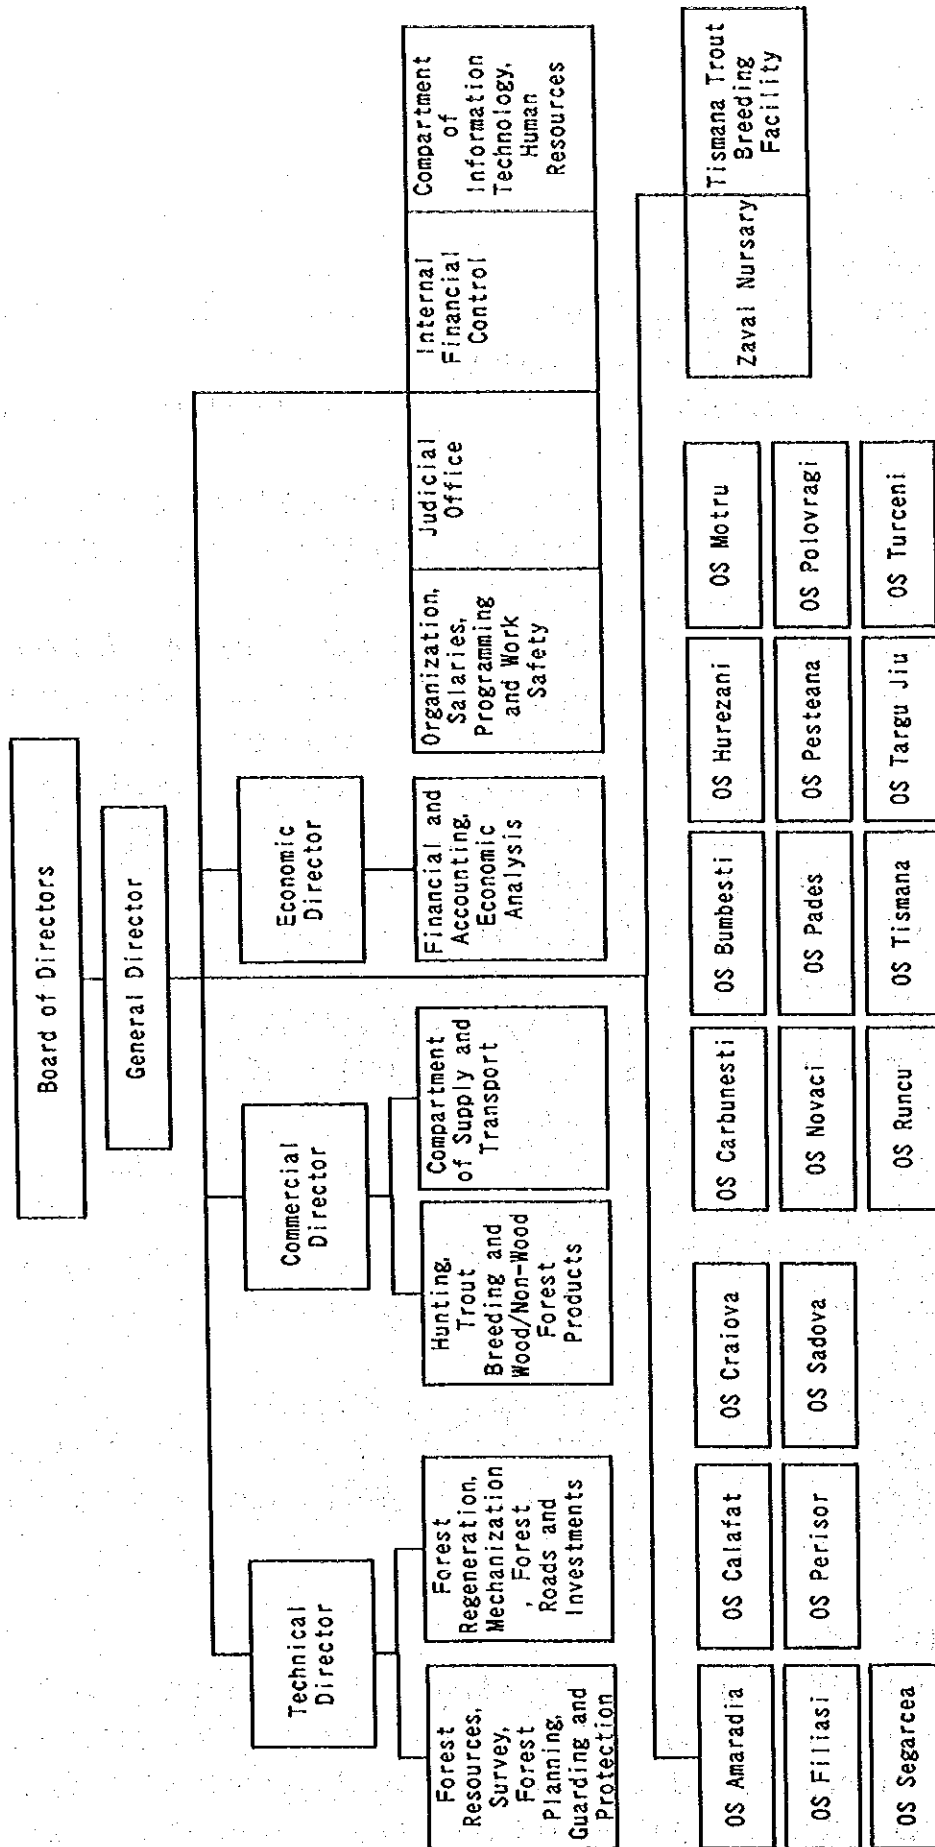 Board of Directors
General Director
Technical
Director
Commercial
Director
Economic
Director
Forest
Resources,
Survey,
Forest
Planning,
Guarding and
Protection
Forest
Regeneration,
Mechanization
, Forest
Roads and
Investments
Hunting,
Trout
Breeding and
Wood/Non-Wood
Forest
Products
Compartment
of Supply and
Transport
Financial and
Accounting,
Economic
Analysis
Organization,
Salaries,
Programming
and Work
Safety
Judicial
Office
Internal
Financial
Control
Compartment
of
Information
Technology,
Human
Resources
OS Amaradia
OS Calafat
OS Craiova
OS Filiasi
OS Perisor
OS Sadova
OS Segarcea
OS Carbunesti
OS Bumbesti
OS Hurezani
OS Motru
OS Novaci
OS Pades
OS Pesteana
OS Polovragi
OS Runcu
OS Tismana
OS Targu Jiu
OS Turceni
Zaval Nursary
Tismana Trout
Breeding
Facility